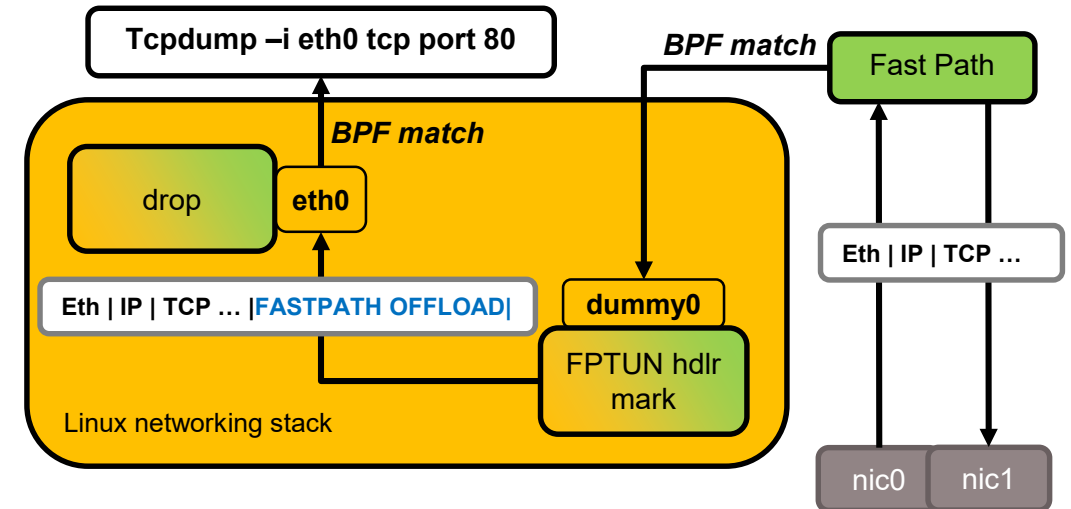 Tcpdump –i eth0 tcp port 80
BPF match
Fast Path
BPF match
drop
eth0
Eth | IP | TCP …
Eth | IP | TCP … |FASTPATH OFFLOAD|
dummy0
FPTUN hdlr
mark
Linux networking stack
nic0
nic1